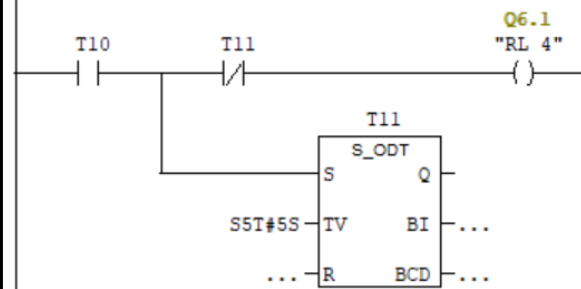 Q6.1
T10 T11 "RL 4"
T11
S_ODT
S Q
S5T#5S TV BI ...
... R BCD ...